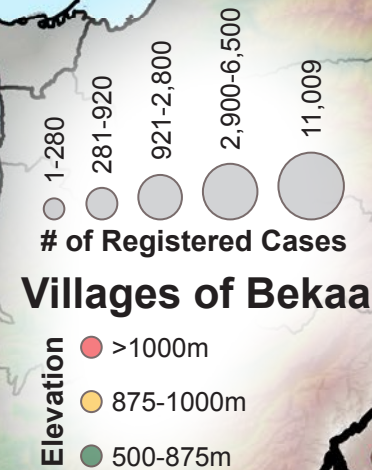 1-280
281-920
921-2,800
2,900-6,500
11,009
# of Registered Cases
Villages of Bekaa
Elevation
>1000m
875-1000m
500-875m